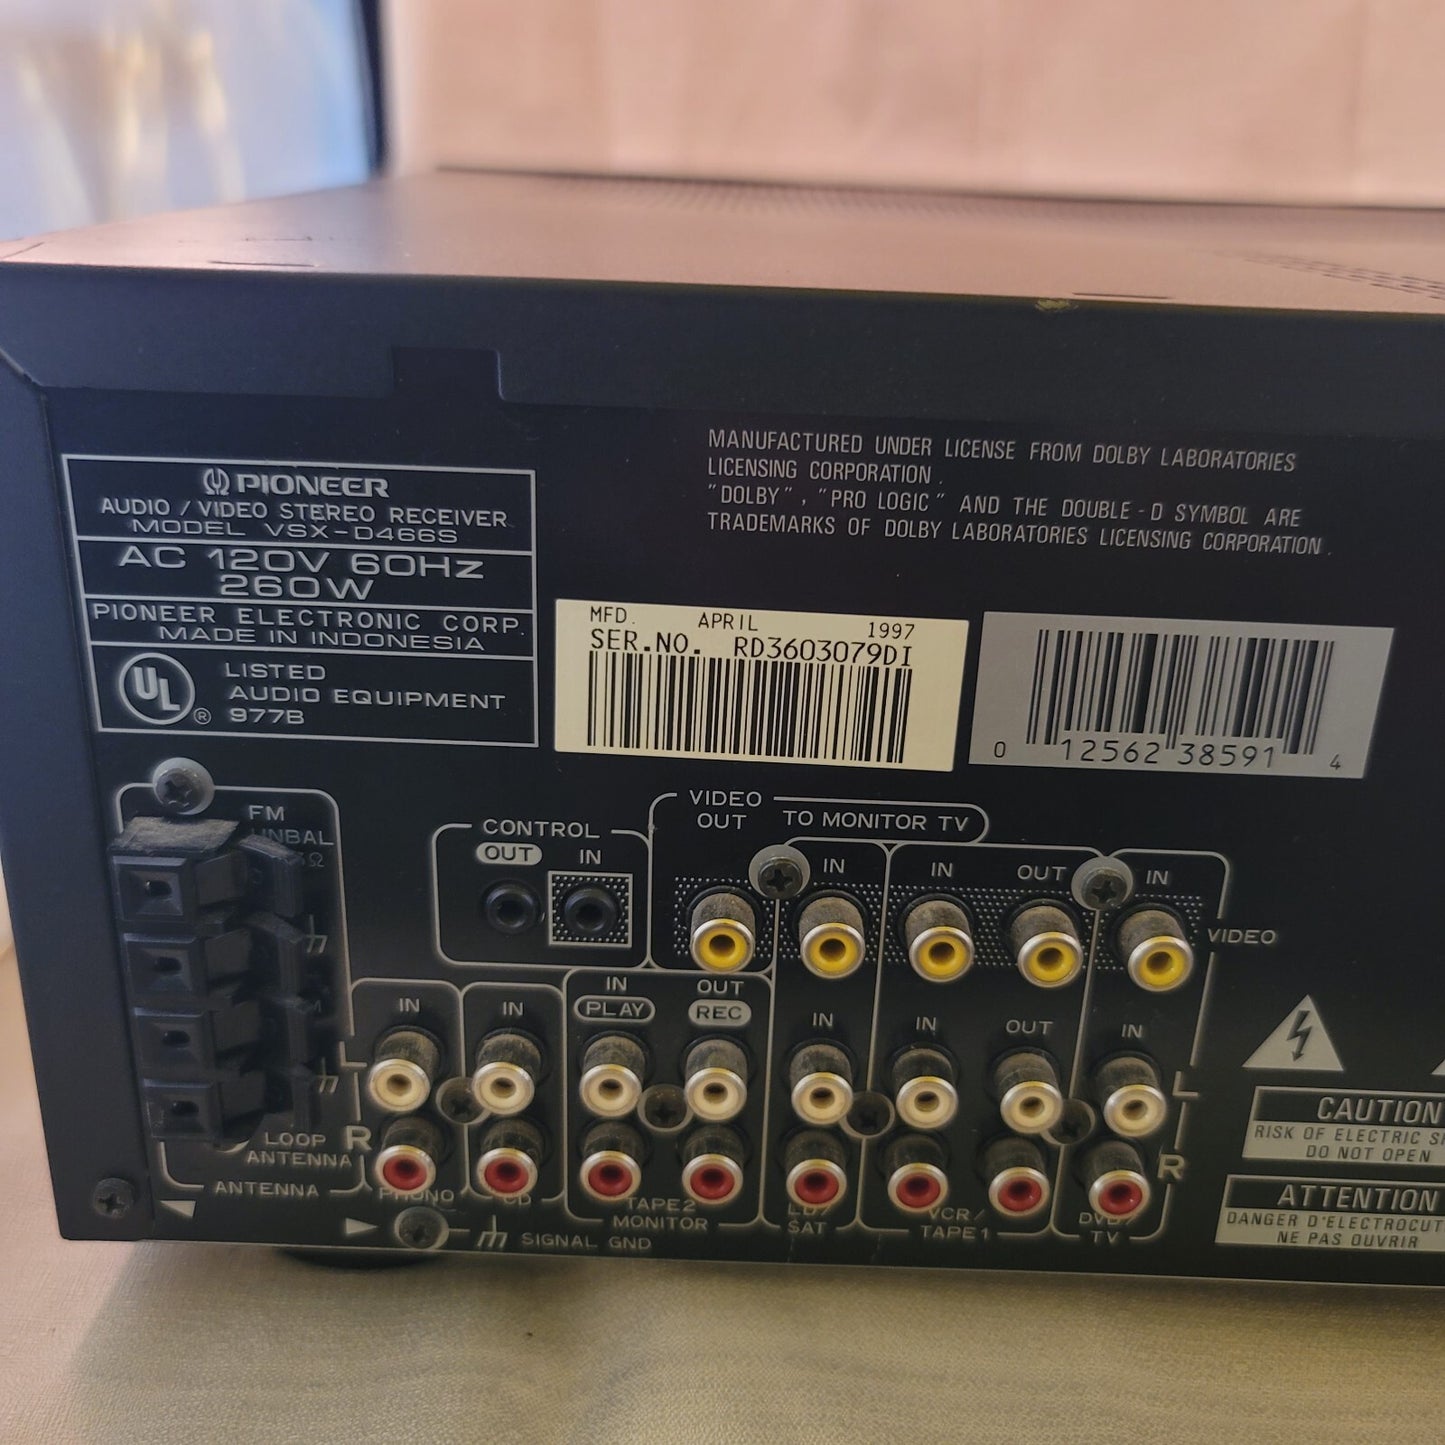 PIONEER
AUDIO / VIDEO STEREO RECEIVER
MODEL VSX-D466S
AC 120V 60Hz
260W
PIONEER ELECTRONIC CORP.
MADE IN INDONESIA
UL ®
LISTED
AUDIO EQUIPMENT
977B
MANUFACTURED UNDER LICENSE FROM DOLBY LABORATORIES
LICENSING CORPORATION.
"DOLBY", "PRO LOGIC" AND THE DOUBLE-D SYMBOL ARE
TRADEMARKS OF DOLBY LABORATORIES LICENSING CORPORATION.
MFD. APRIL 1997
SER.NO. RD3603079DI
0 12562 38591 4
FM
UNBAL
LOOP
ANTENNA
ANTENNA
CONTROL
OUT IN
VIDEO
OUT
TO MONITOR TV
IN IN OUT IN
VIDEO
IN IN IN OUT
PLAY REC
IN IN OUT IN
L L
R R
PHONO CD
TAPE2
MONITOR
LD/
SAT
VCR/
TAPE1
DVD/
TV
SIGNAL GND
CAUTION
RISK OF ELECTRIC
DO NOT OPEN
ATTENTION
DANGER
NE PAS OUVRIR